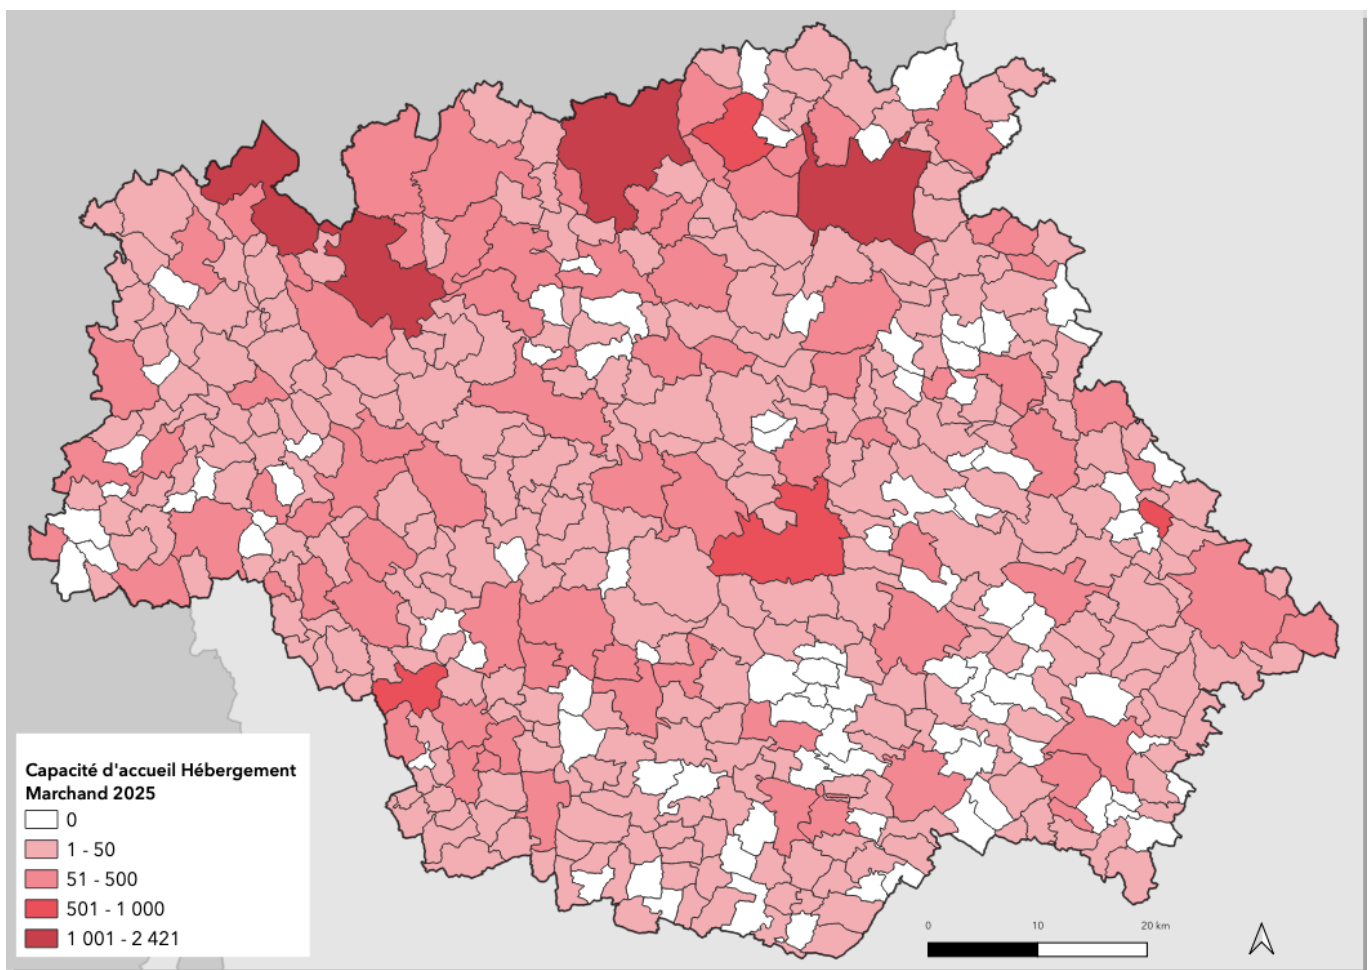 Capacité d'accueil Hébergement
Marchand 2025
0
1 - 50
51 - 500
501 - 1 000
1 001 - 2 421
0 10 20 km